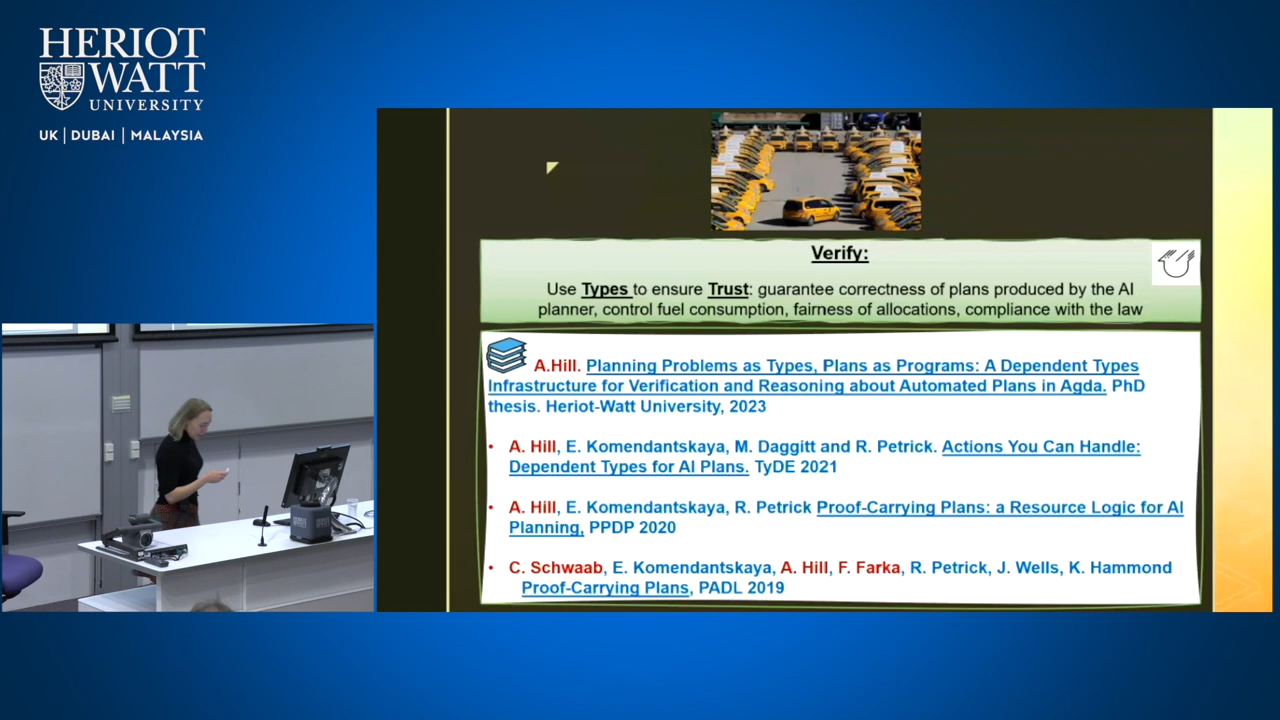 HERIOT
WATT
UNIVERSITY
UK | DUBAI | MALAYSIA
Verify:
Use Types to ensure Trust: guarantee correctness of plans produced by the AI
planner, control fuel consumption, fairness of allocations, compliance with the law
A.Hill. Planning Problems as Types, Plans as Programs: A Dependent Types
Infrastructure for Verification and Reasoning about Automated Plans in Agda. PhD
thesis. Heriot-Watt University, 2023
• A. Hill, E. Komendantskaya, M. Daggitt and R. Petrick. Actions You Can Handle:
Dependent Types for AI Plans. TyDE 2021
• A. Hill, E. Komendantskaya, R. Petrick Proof-Carrying Plans: a Resource Logic for AI
Planning, PPDP 2020
• C. Schwaab, E. Komendantskaya, A. Hill, F. Farka, R. Petrick, J. Wells, K. Hammond
Proof-Carrying Plans, PADL 2019